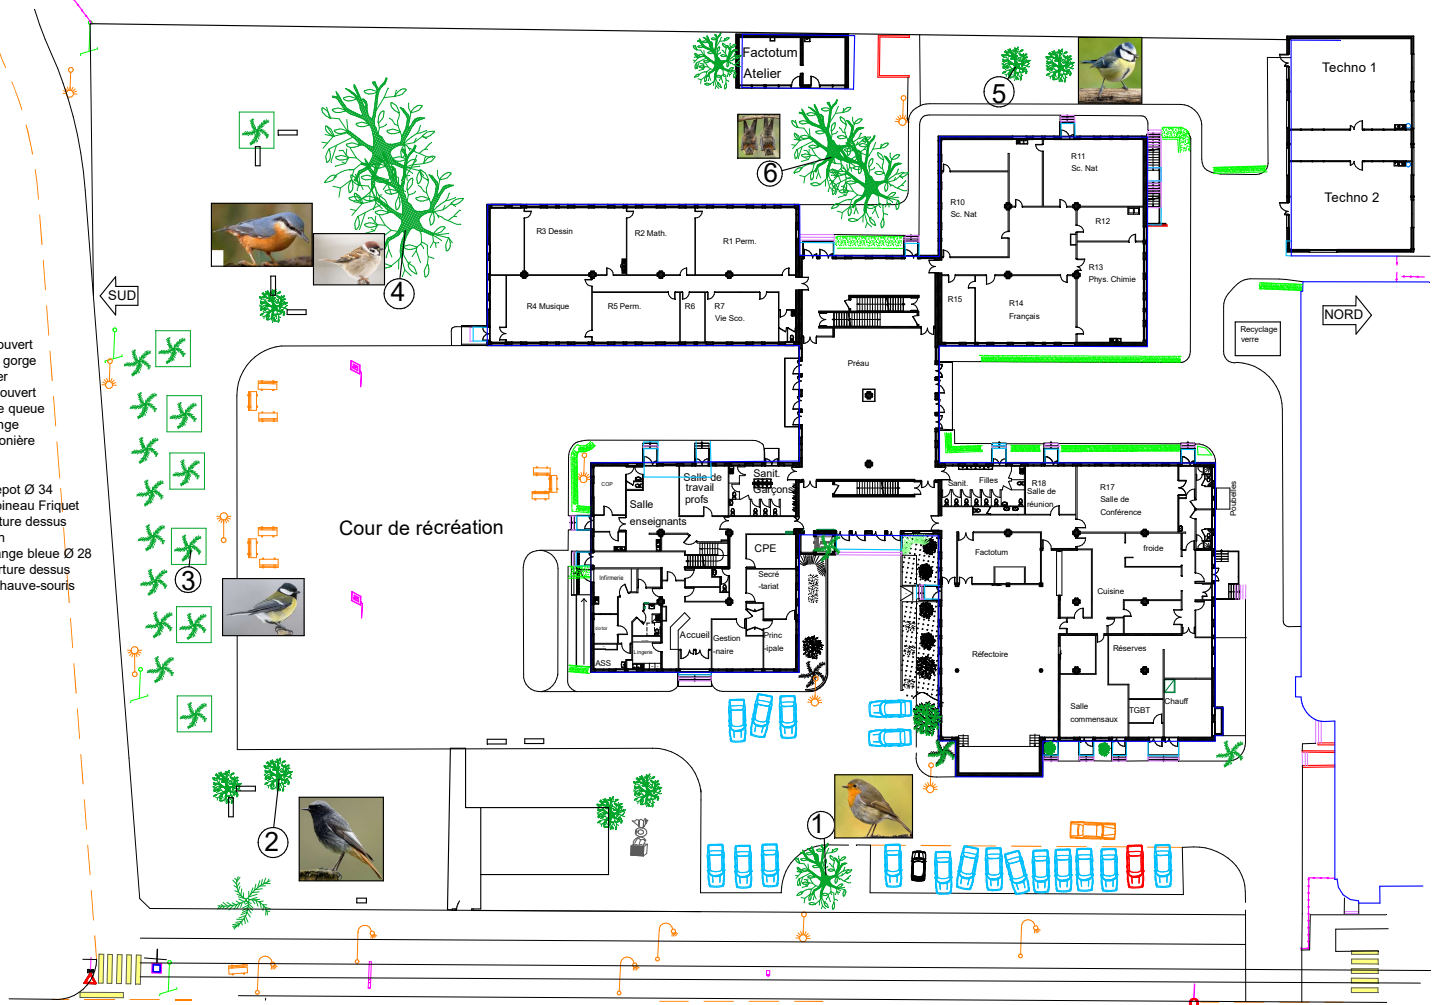 Factotum
Atelier
Techno 1
Techno 2
5
6
4
SUD
NORD
R3 Dessin
R2 Math.
R1 Perm.
R4 Musique
R5 Perm.
R6
R7
Vie Sco.
R11
Sc. Nat
R10
Sc. Nat
R12
R13
Phys. Chimie
R15
R14
Français
Recyclage
verre
Préau
ouvert
gorge
er
ouvert
e queue
nge
onière
epot Ø 34
oineau Friquet
ture dessus
n
ange bleue Ø 28
rture dessus
hauve-souris
Cour de récréation
3
COP
Salle
enseignants
Salle de
travail
profs
Sanit.
Garçons
CPE
Secré
-tariat
Infirmerie
Accueil
Gestion
-naire
Princ
-ipale
Lingerie
ASS
Sanit.
Filles
R18
Salle de
réunion
R17
Salle de
Conférence
Poubelles
Factotum
froide
Cuisine
Réfectoire
Réserves
Salle
commensaux
TGBT
Chauff
2
1